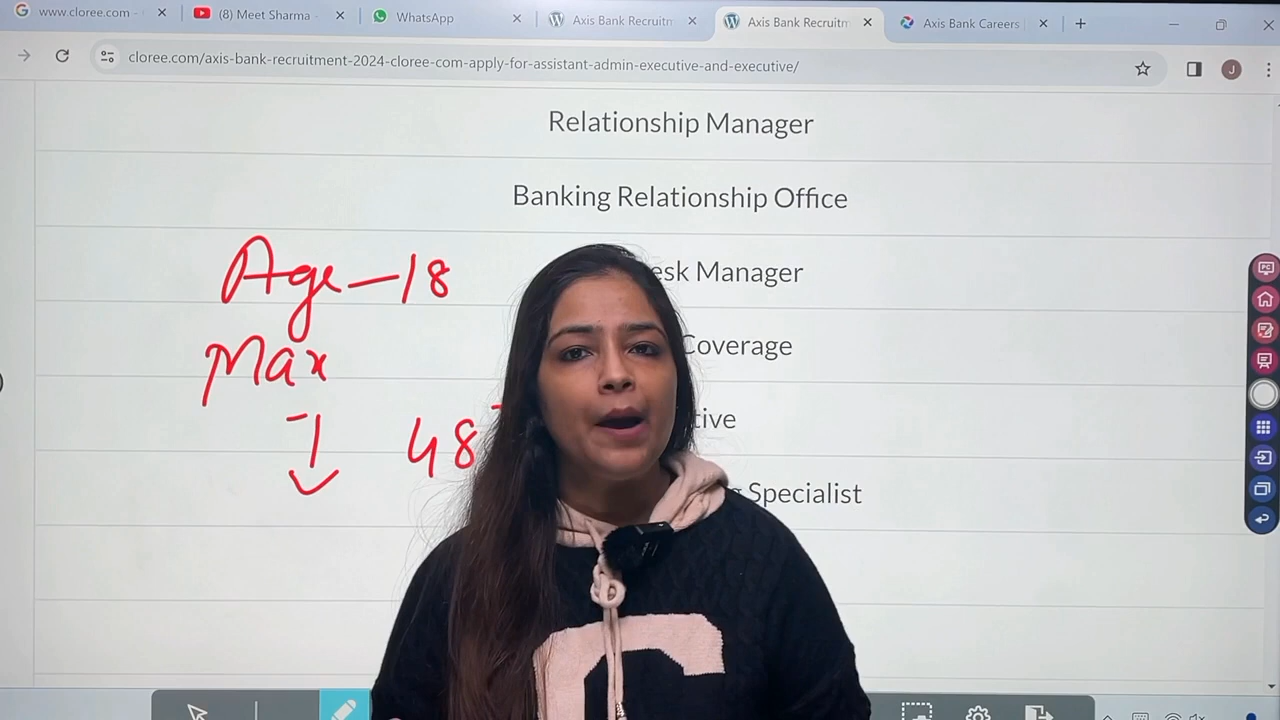 www.cloree.com -
(8) Meet Sharma -
WhatsApp
Axis Bank Recruitm
Axis Bank Recruitm
Axis Bank Careers
cloree.com/axis-bank-recruitment-2024-cloree-com-apply-for-assistant-admin-executive-and-executive/
J
Relationship Manager
Banking Relationship Office
esk Manager
Coverage
tive
Specialist
Age - 18
Max
48
PC
C